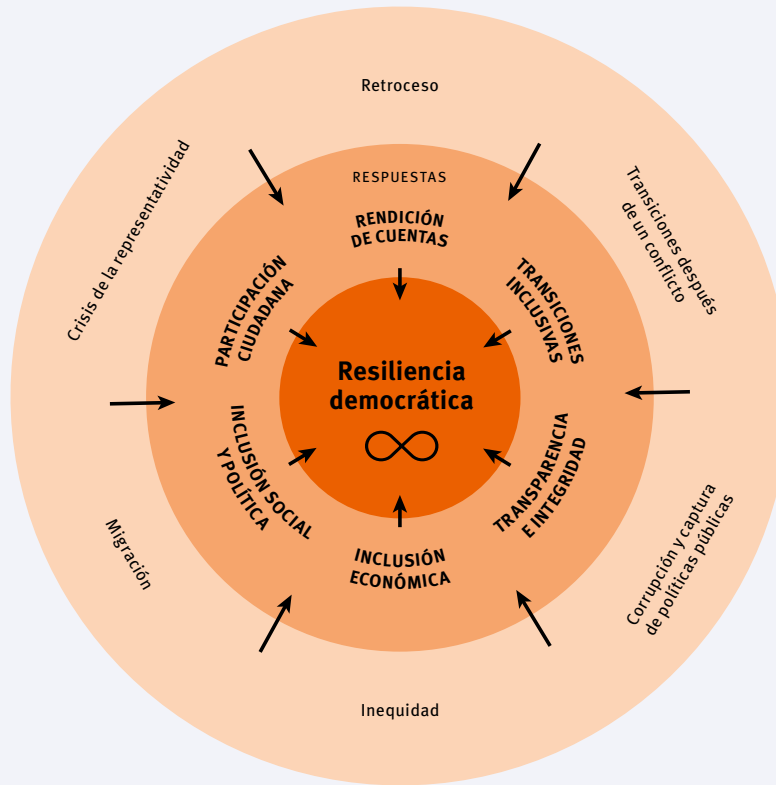 Retroceso
Crisis de la representatividad
Transiciones después
de un conflicto
RESPUESTAS
RENDICIÓN
DE CUENTAS
PARTICIPACIÓN
CIUDADANA
TRANSICIONES
INCLUSIVAS
Resiliencia
democrática
INCLUSIÓN SOCIAL
Y POLÍTICA
TRANSPARENCIA
E INTEGRIDAD
INCLUSIÓN
ECONÓMICA
Migración
Corrupción y captura
de políticas públicas
Inequidad